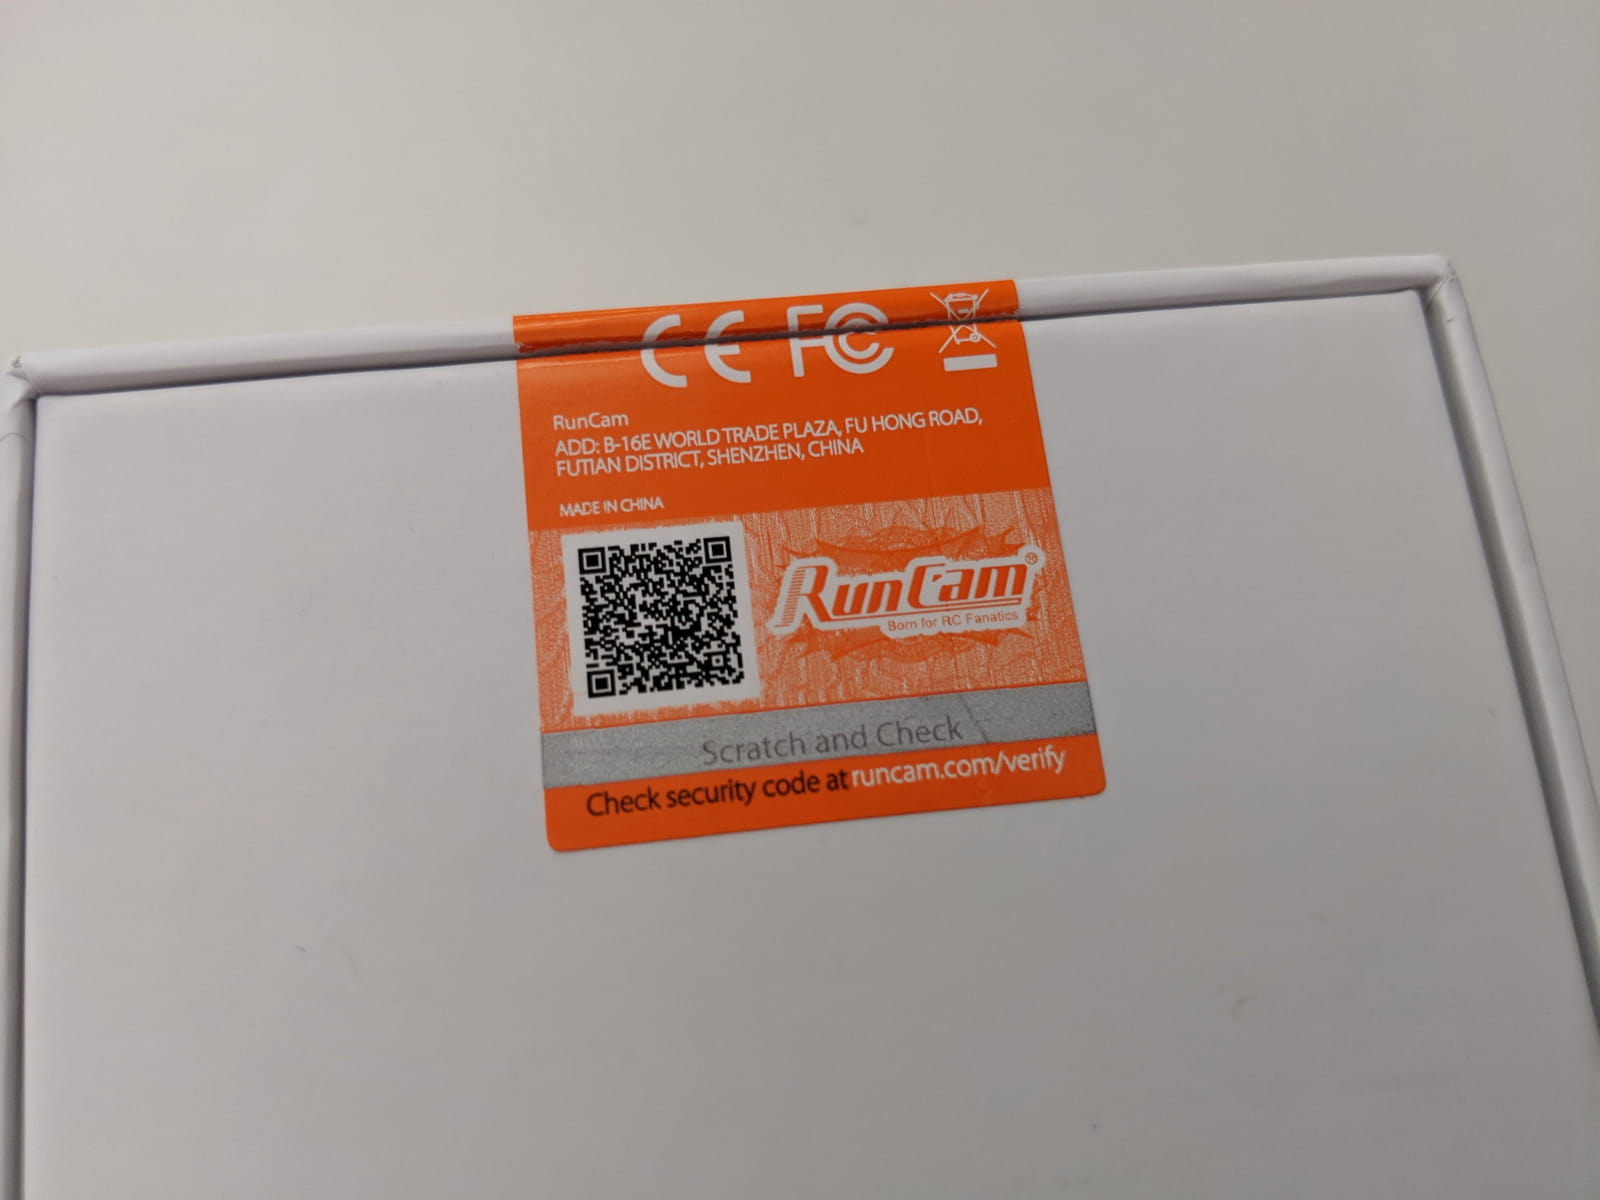 CE FC
RunCam
ADD: B-16E WORLD TRADE PLAZA, FU HONG ROAD,
FUTIAN DISTRICT, SHENZHEN, CHINA
MADE IN CHINA
RunCam®
Born for RC Fanatics
Scratch and Check
Check security code at runcam.com/verify